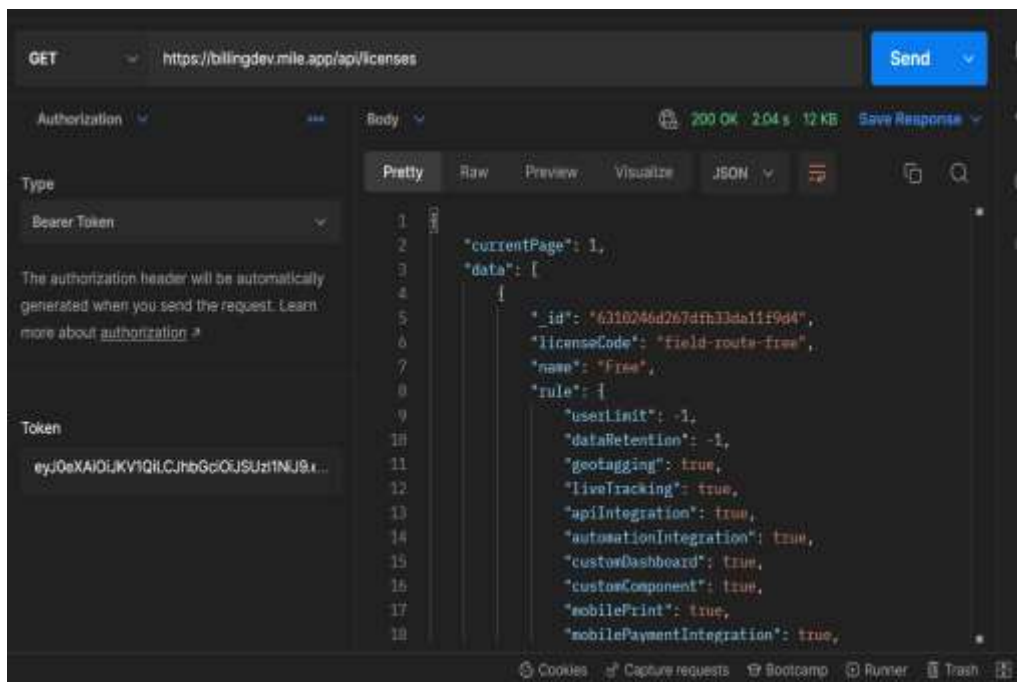 GET https://billingdev.mile.app/api/licenses Send
Authorization
Type
Bearer Token
The authorization header will be automatically
generated when you send the request. Learn
more about authorization ↗
Token
eyJ0eXAiOiJKV1QiLCJhbGciOiJSUzI1NiJ9.e...
Body 200 OK 2.04 s 12 KB Save Response
Pretty Raw Preview Visualize JSON
1 {
2 "currentPage": 1,
3 "data": [
4 {
5 "_id": "6310246d267dfb33da11f9d4",
6 "licenseCode": "field-route-free",
7 "name": "Free",
8 "rule": {
9 "userLimit": -1,
10 "dataRetention": -1,
11 "geotagging": true,
12 "liveTracking": true,
13 "apiIntegration": true,
14 "automationIntegration": true,
15 "customDashboard": true,
16 "customComponent": true,
17 "mobilePrint": true,
18 "mobilePaymentIntegration": true,
Cookies Capture requests Bootcamp Runner Trash